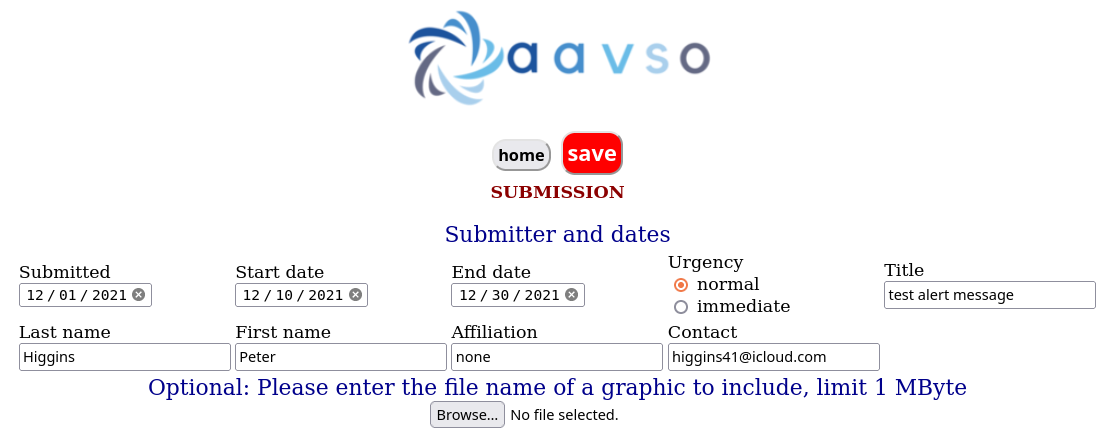 aavso
home save
SUBMISSION
Submitter and dates
Submitted Start date End date Urgency Title
12/01/2021 12/10/2021 12/30/2021 normal test alert message
immediate
Last name First name Affiliation Contact
Higgins Peter none higgins41@icloud.com
Optional: Please enter the file name of a graphic to include, limit 1 MByte
Browse... No file selected.